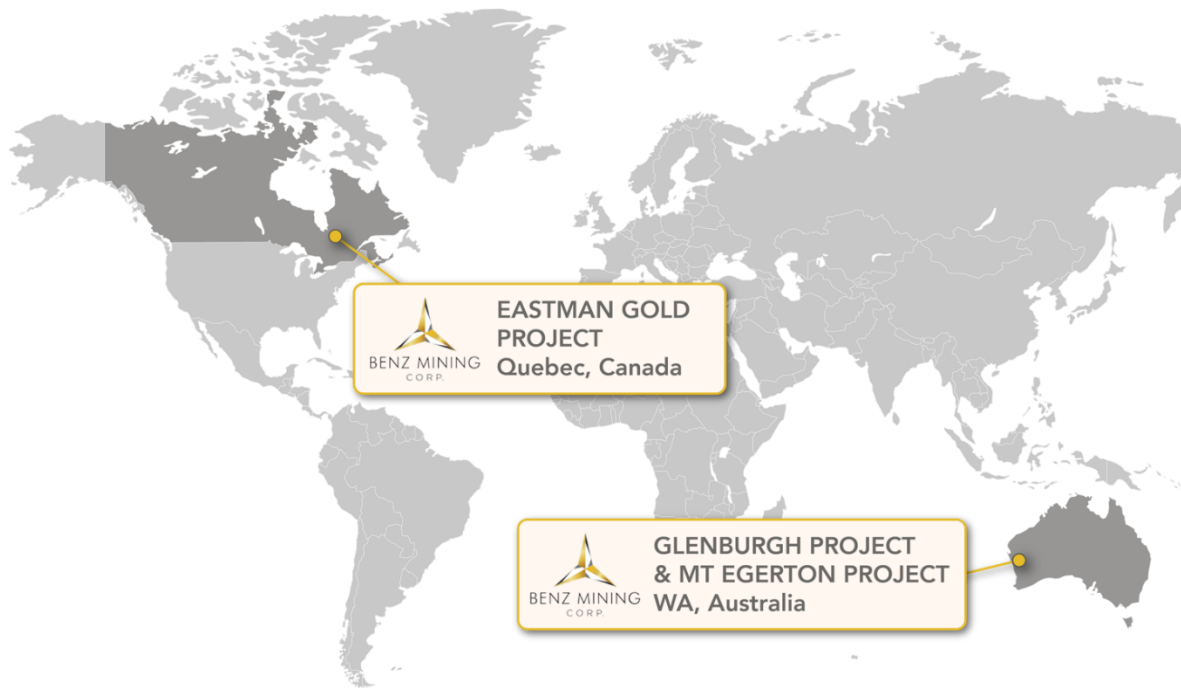 EASTMAN GOLD
PROJECT
Quebec, Canada
BENZ MINING
CORP.
GLENBURGH PROJECT
& MT EGERTON PROJECT
WA, Australia
BENZ MINING
CORP.